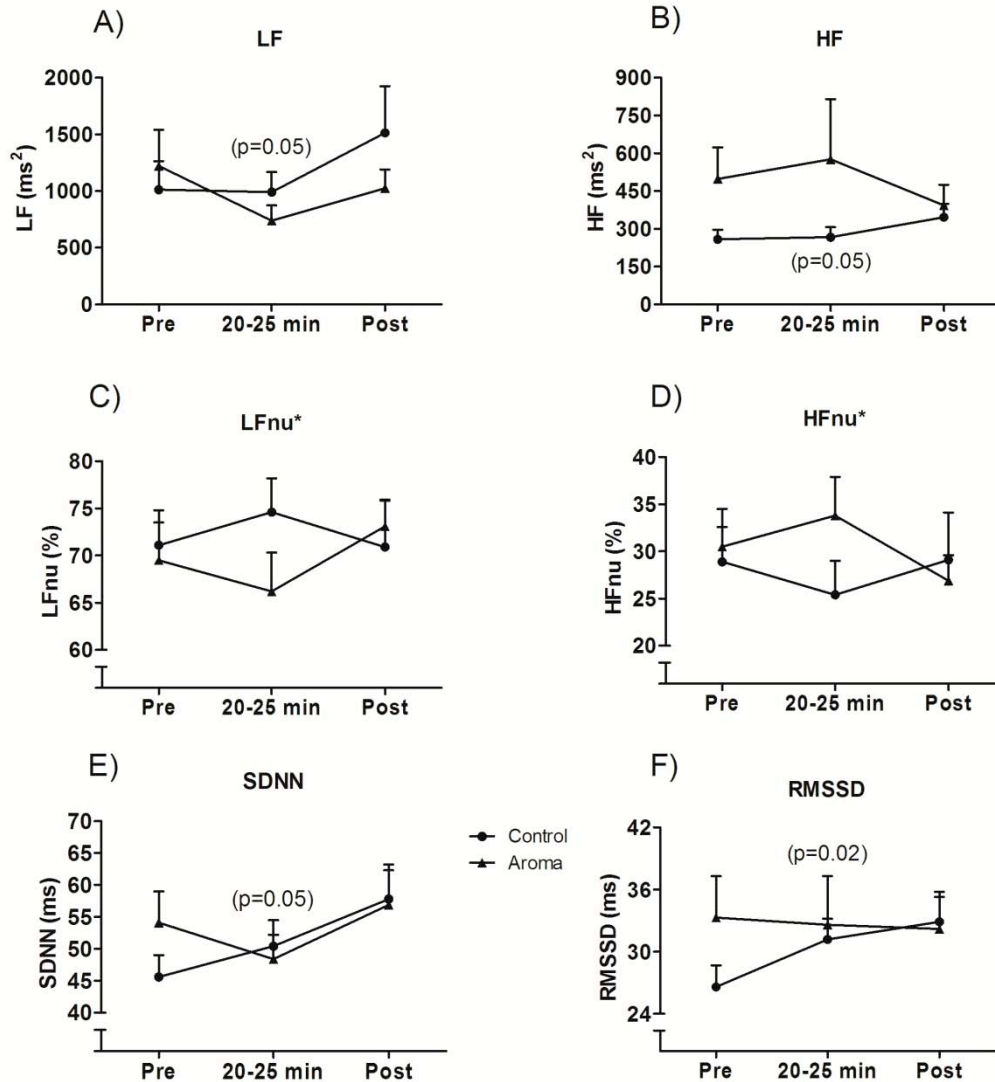 A)
LF
2000
1500
1000
500
0
LF (ms²)
(p=0.05)
Pre 20-25 min Post
B)
HF
900
750
600
450
300
150
0
HF (ms²)
(p=0.05)
Pre 20-25 min Post
C)
LFnu*
80
75
70
65
60
LFnu (%)
Pre 20-25 min Post
D)
HFnu*
40
35
30
25
20
HFnu (%)
Pre 20-25 min Post
E)
SDNN
70
65
60
55
50
45
40
SDNN (ms)
(p=0.05)
Pre 20-25 min Post
Control
Aroma
F)
RMSSD
42
36
30
24
RMSSD (ms)
(p=0.02)
Pre 20-25 min Post